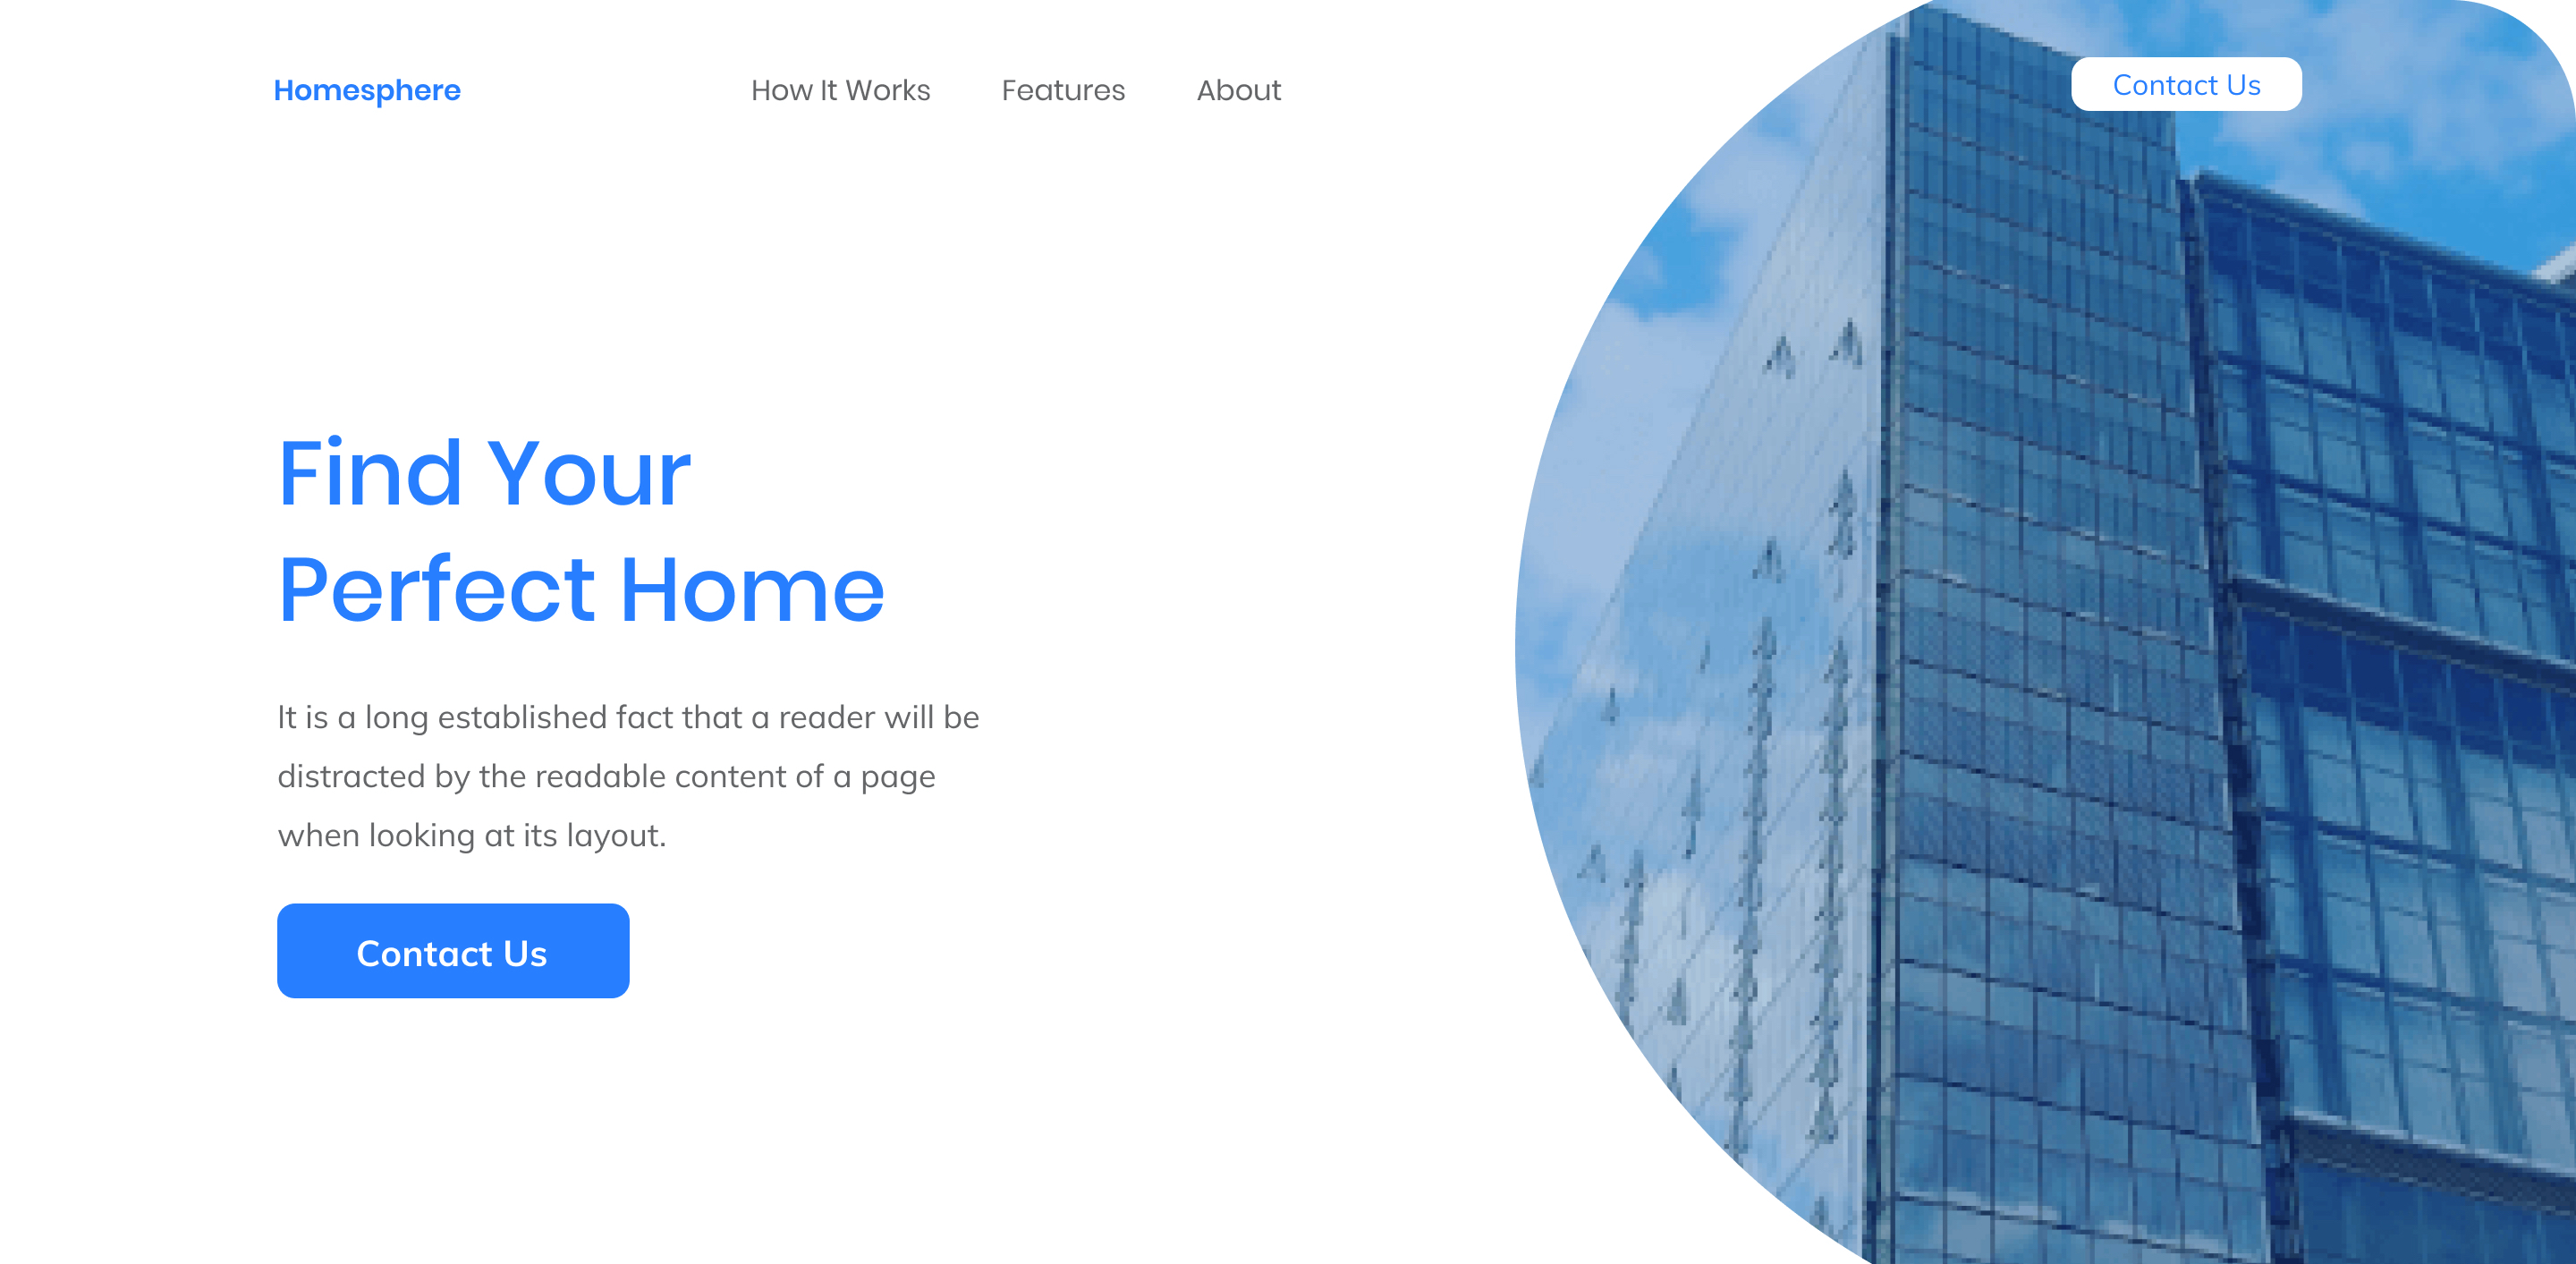 Homesphere
How It Works
Features
About
Contact Us
Find Your
Perfect Home
It is a long established fact that a reader will be
distracted by the readable content of a page
when looking at its layout.
Contact Us